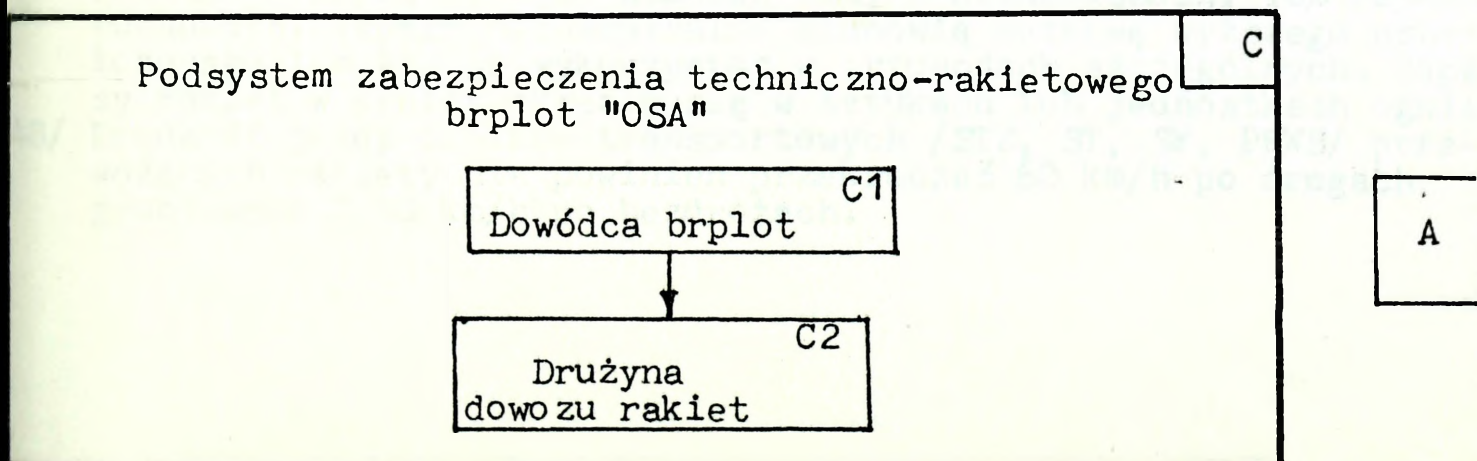 C
Podsystem zabezpieczenia techniczno-rakietowego
brplot "OSA"
C1
Dowódca brplot
A
C2
Drużyna
dowozu rakiet